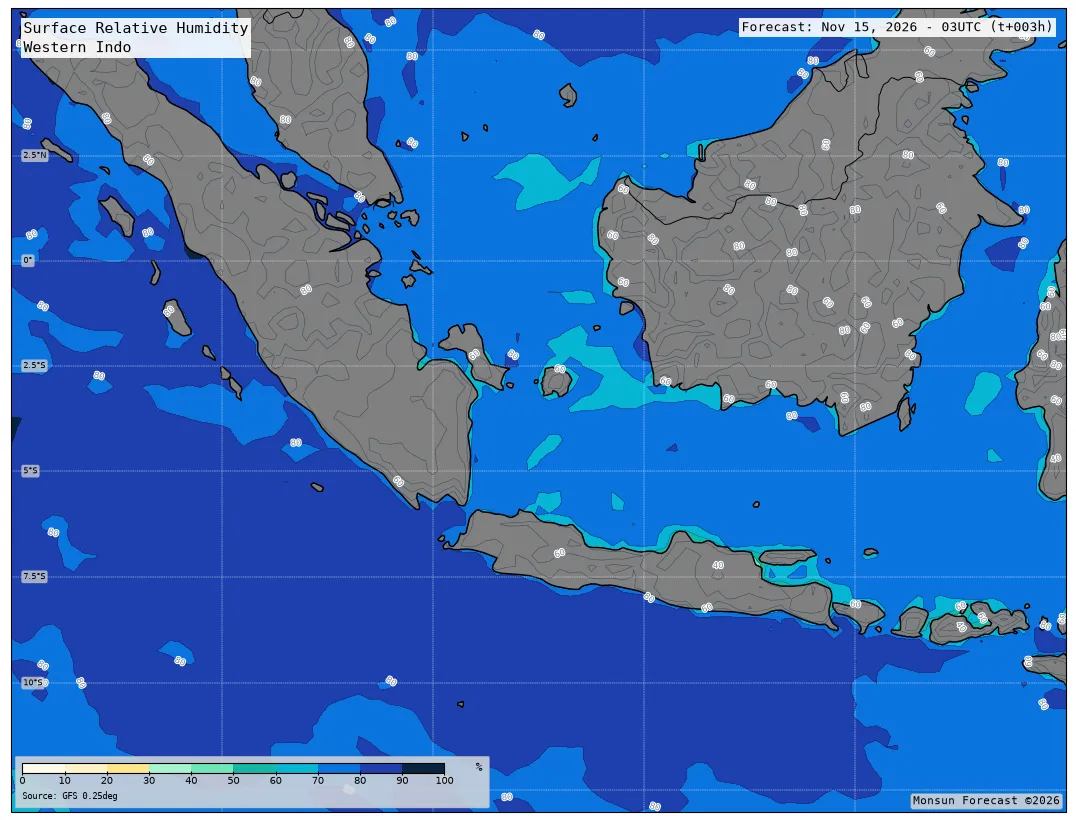 Surface Relative Humidity
Western Indo
Forecast: Nov 15, 2026 - 03UTC (t+003h)
2.5°N
0°
2.5°S
5°S
7.5°S
10°S
0 10 20 30 40 50 60 70 80 90 100
%
Source: GFS 0.25deg
Monsun Forecast ©2026